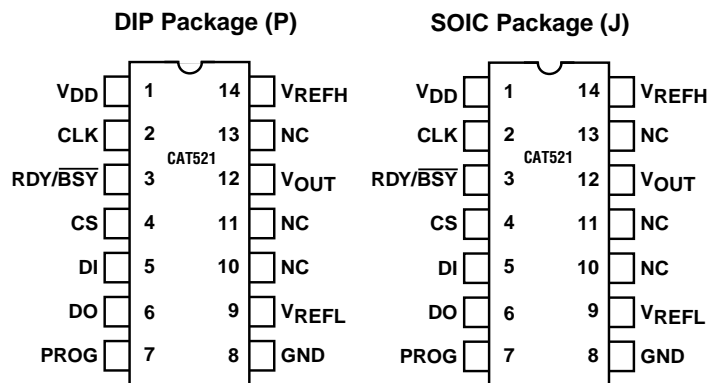 DIP Package (P)
VDD 1 14 VREFH
CLK 2 13 NC
CAT521
RDY/BSY 3 12 VOUT
CS 4 11 NC
DI 5 10 NC
DO 6 9 VREFL
PROG 7 8 GND
SOIC Package (J)
VDD 1 14 VREFH
CLK 2 13 NC
CAT521
RDY/BSY 3 12 VOUT
CS 4 11 NC
DI 5 10 NC
DO 6 9 VREFL
PROG 7 8 GND